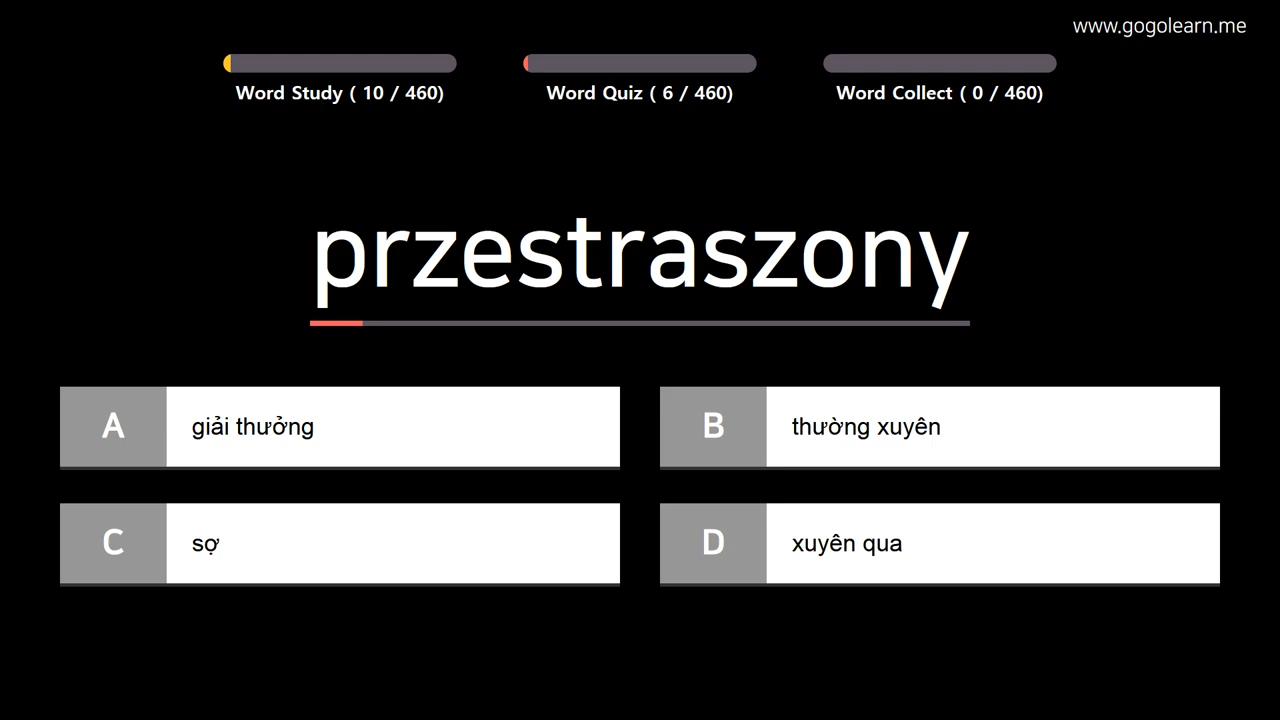 www.gogolearn.me
Word Study ( 10 / 460)
Word Quiz ( 6 / 460)
Word Collect ( 0 / 460)
przestraszony
A giải thưởng
B thường xuyên
C sợ
D xuyên qua